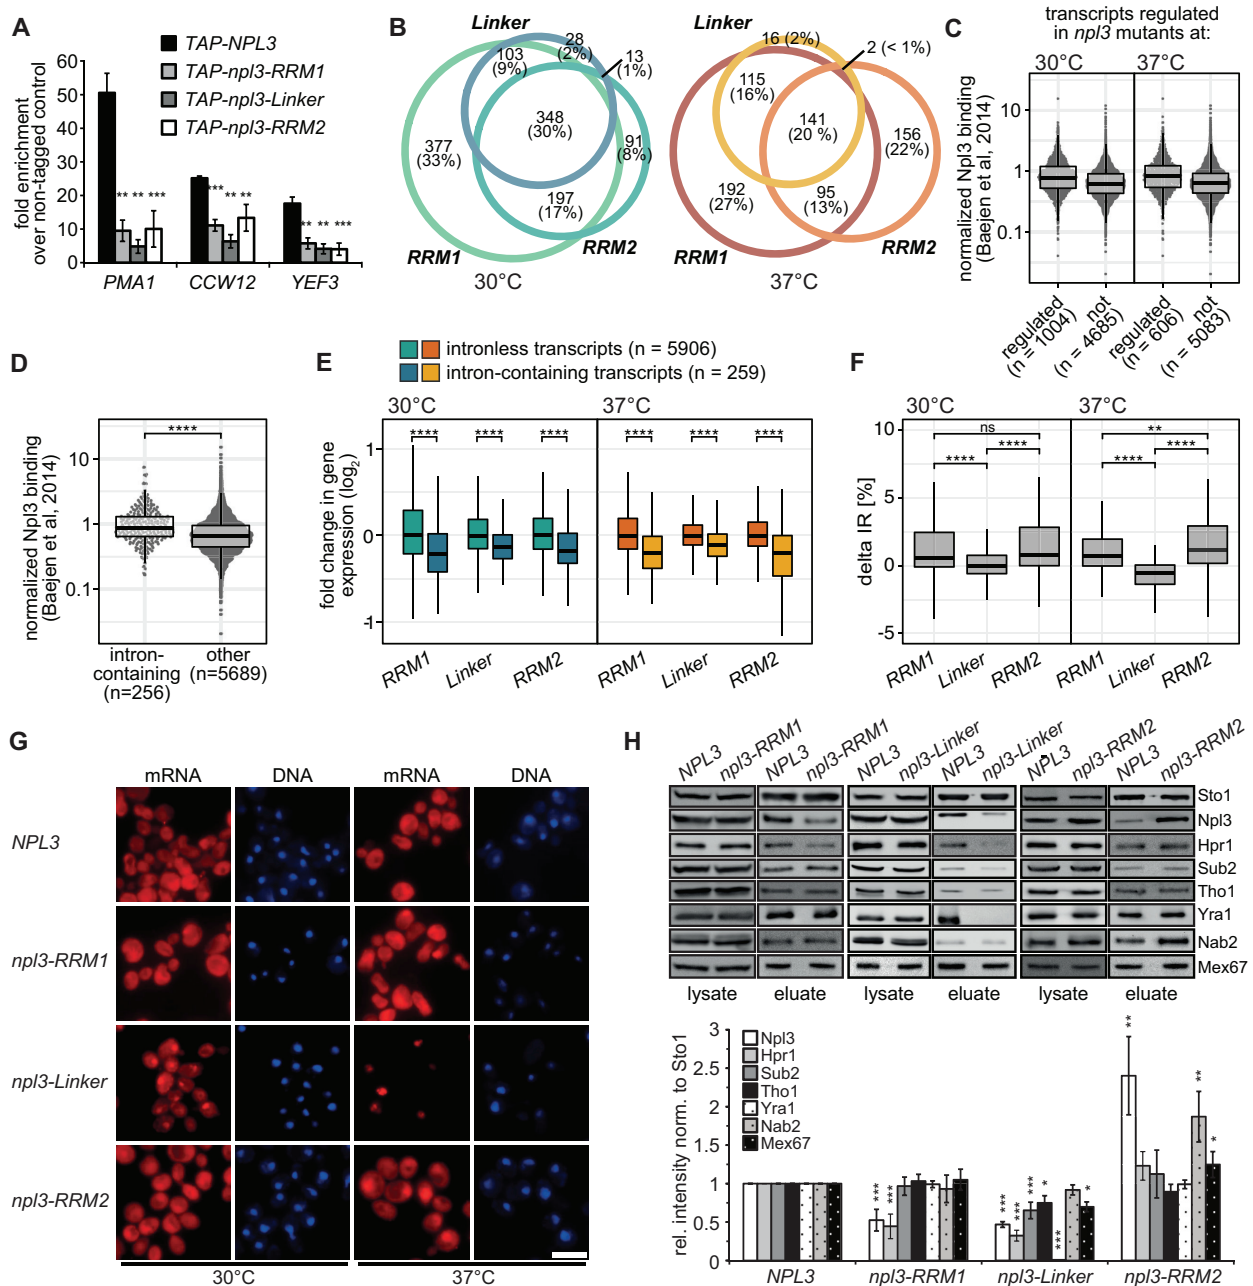 A
TAP-NPL3
TAP-npl3-RRM1
TAP-npl3-Linker
TAP-npl3-RRM2
fold enrichment
over non-tagged control
60
50
40
30
20
10
0
** ** ***
*** ** **
** ** ***
PMA1
CCW12
YEF3
B
Linker
28
(2%)
103
(9%)
13
(1%)
348
(30%)
377
(33%)
91
(8%)
197
(17%)
RRM1
RRM2
30°C
Linker
16 (2%)
2 (< 1%)
115
(16%)
141
(20 %)
156
(22%)
192
(27%)
95
(13%)
RRM1
RRM2
37°C
C
transcripts regulated
in npl3 mutants at:
30°C
37°C
normalized Npl3 binding
(Baejen et al, 2014)
10
1
0.1
regulated
(n = 1004)
not
(n = 4685)
regulated
(n = 606)
not
(n = 5083)
D
****
normalized Npl3 binding
(Baejen et al, 2014)
10
1
0.1
intron-
containing
(n=256)
other
(n=5689)
E
intronless transcripts (n = 5906)
intron-containing transcripts (n = 259)
30°C
37°C
**** **** **** **** **** ****
fold change in gene
expression (log2)
1
0
-1
RRM1
Linker
RRM2
RRM1
Linker
RRM2
F
30°C
37°C
ns
**
**** ****
**** ****
delta IR [%]
10
5
0
-5
RRM1
Linker
RRM2
RRM1
Linker
RRM2
G
mRNA
DNA
mRNA
DNA
NPL3
npl3-RRM1
npl3-Linker
npl3-RRM2
30°C
37°C
H
NPL3
npl3-RRM1
NPL3
npl3-RRM1
NPL3
npl3-Linker
NPL3
npl3-Linker
NPL3
npl3-RRM2
NPL3
npl3-RRM2
Sto1
Npl3
Hpr1
Sub2
Tho1
Yra1
Nab2
Mex67
lysate
eluate
lysate
eluate
lysate
eluate
rel. intensity norm. to Sto1
3
2.5
2
1.5
1
0.5
0
Npl3
Hpr1
Sub2
Tho1
Yra1
Nab2
Mex67
*** ***
*** *** *** * *** *
** ** *
NPL3
npl3-RRM1
npl3-Linker
npl3-RRM2